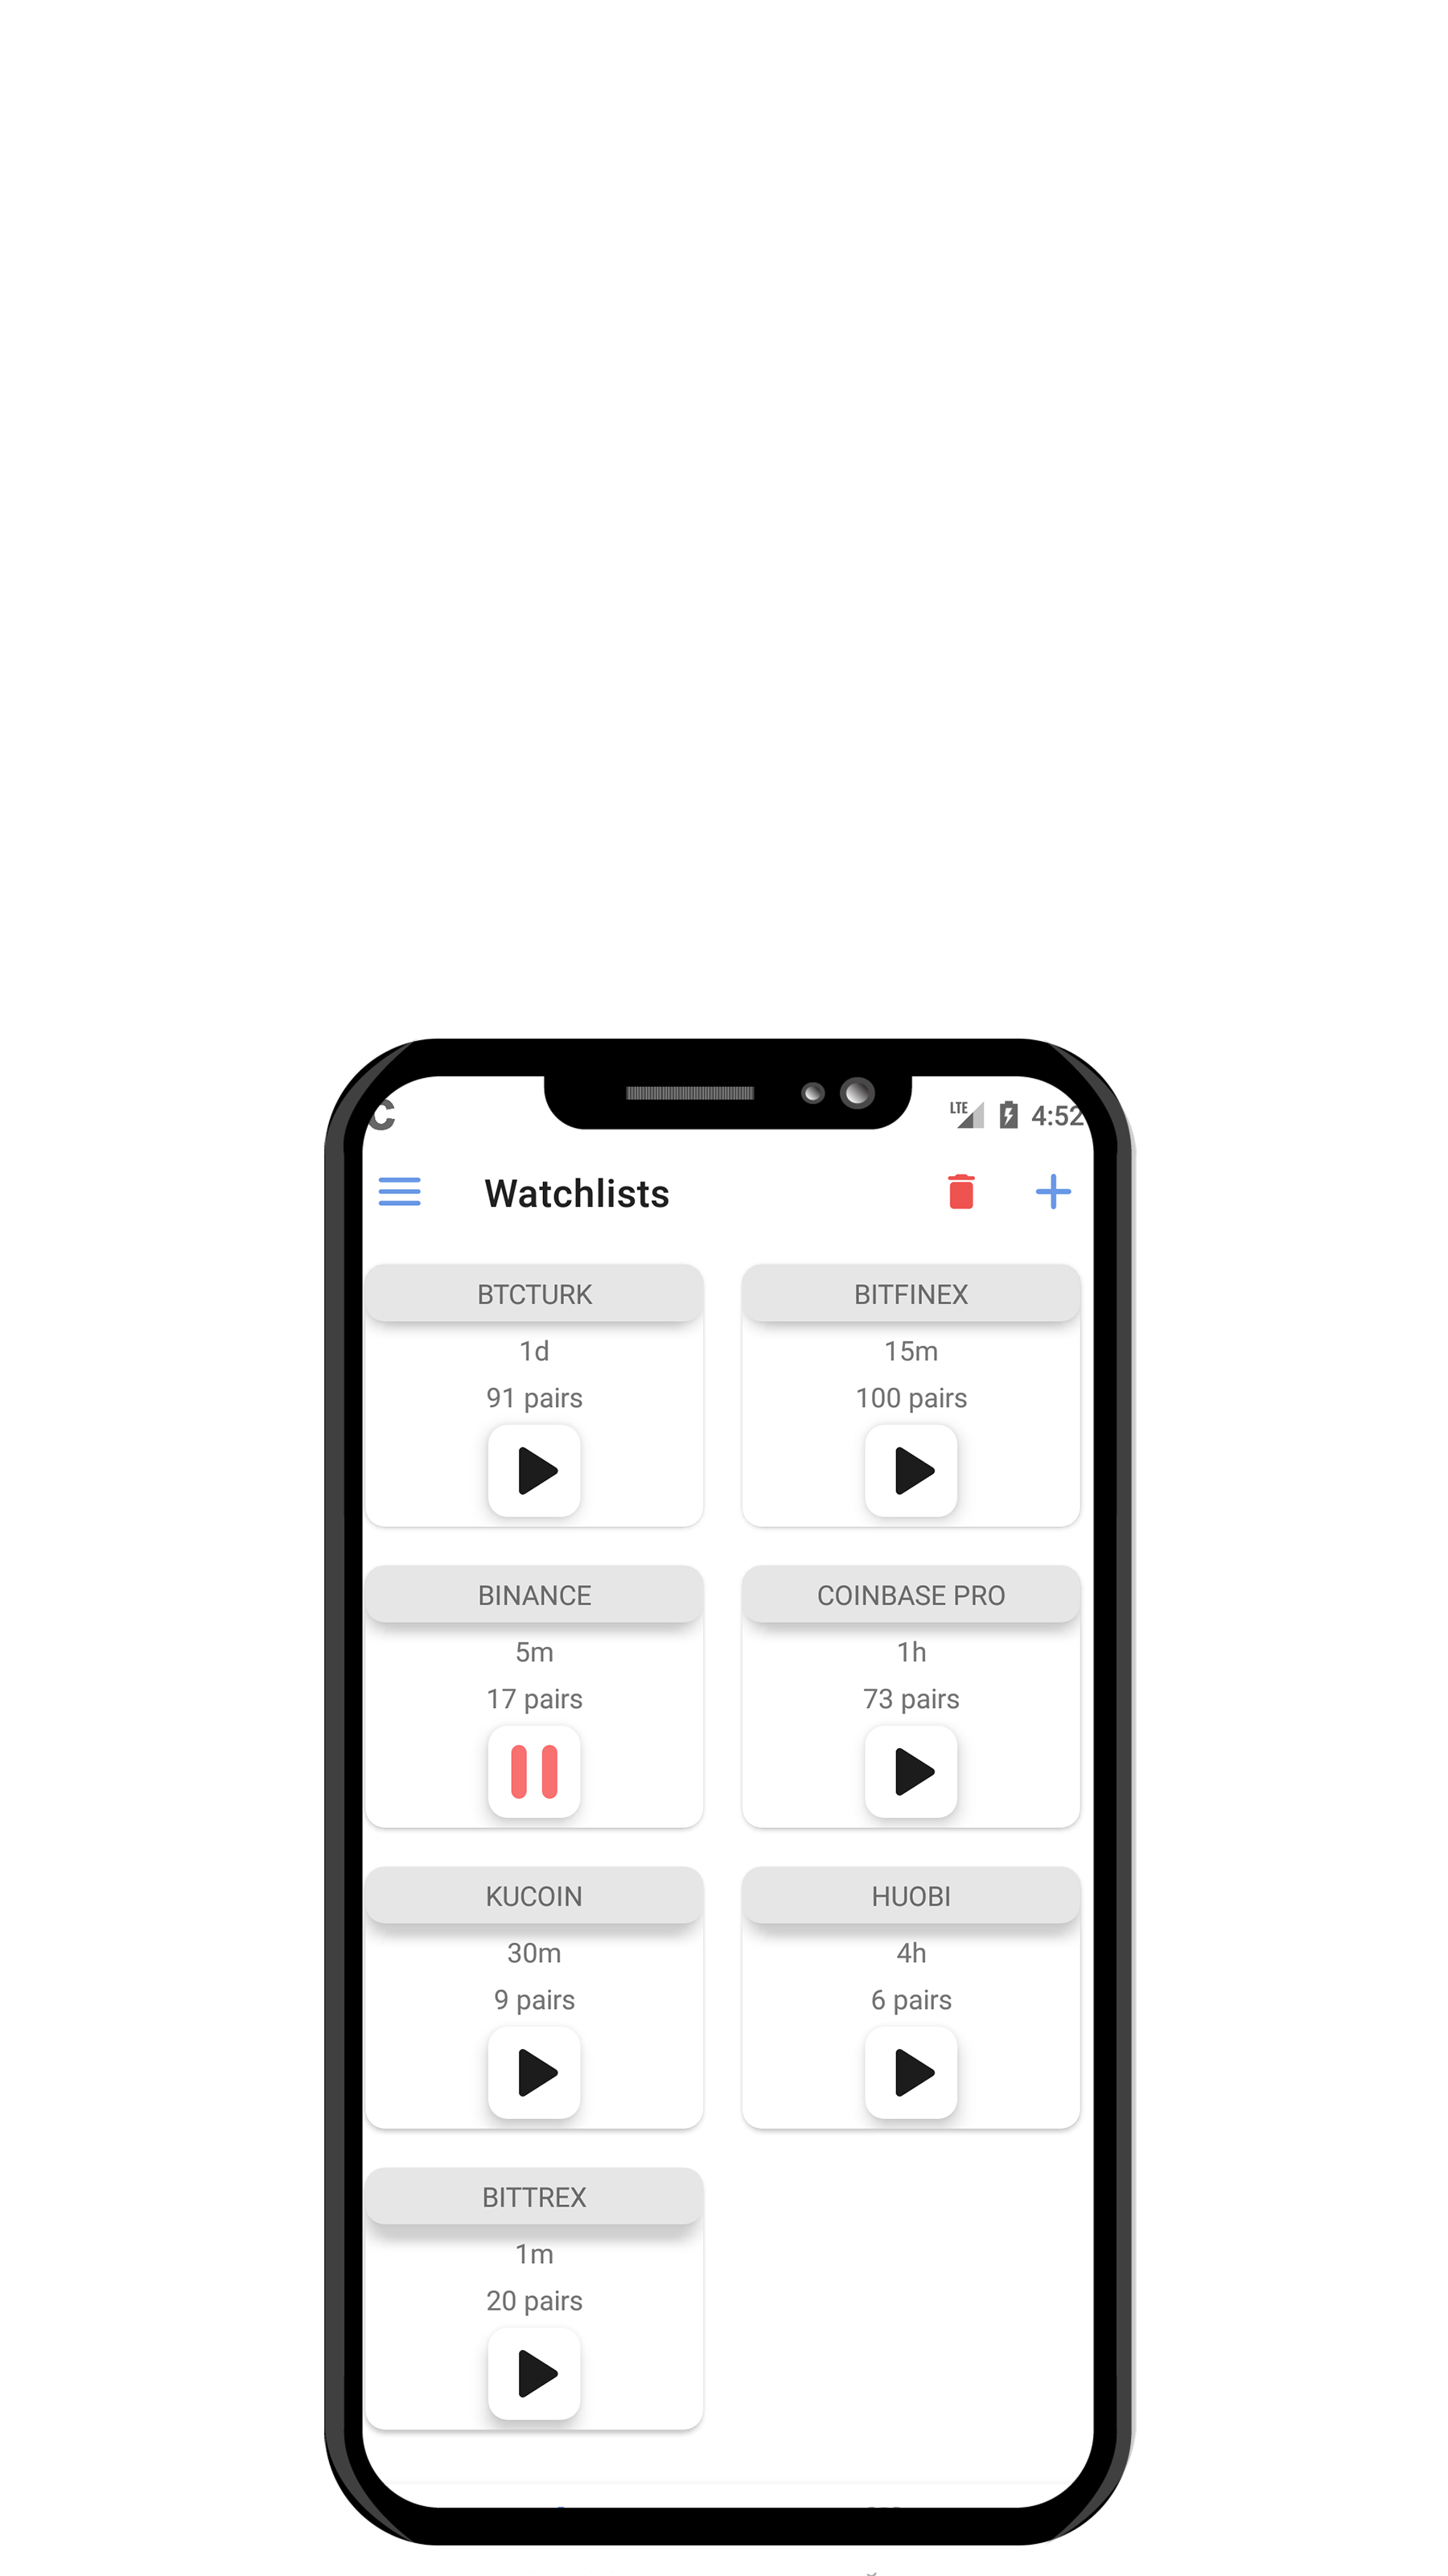 LTE 4:52
Watchlists
BTCTURK
1d
91 pairs
BITFINEX
15m
100 pairs
BINANCE
5m
17 pairs
COINBASE PRO
1h
73 pairs
KUCOIN
30m
9 pairs
HUOBI
4h
6 pairs
BITTREX
1m
20 pairs